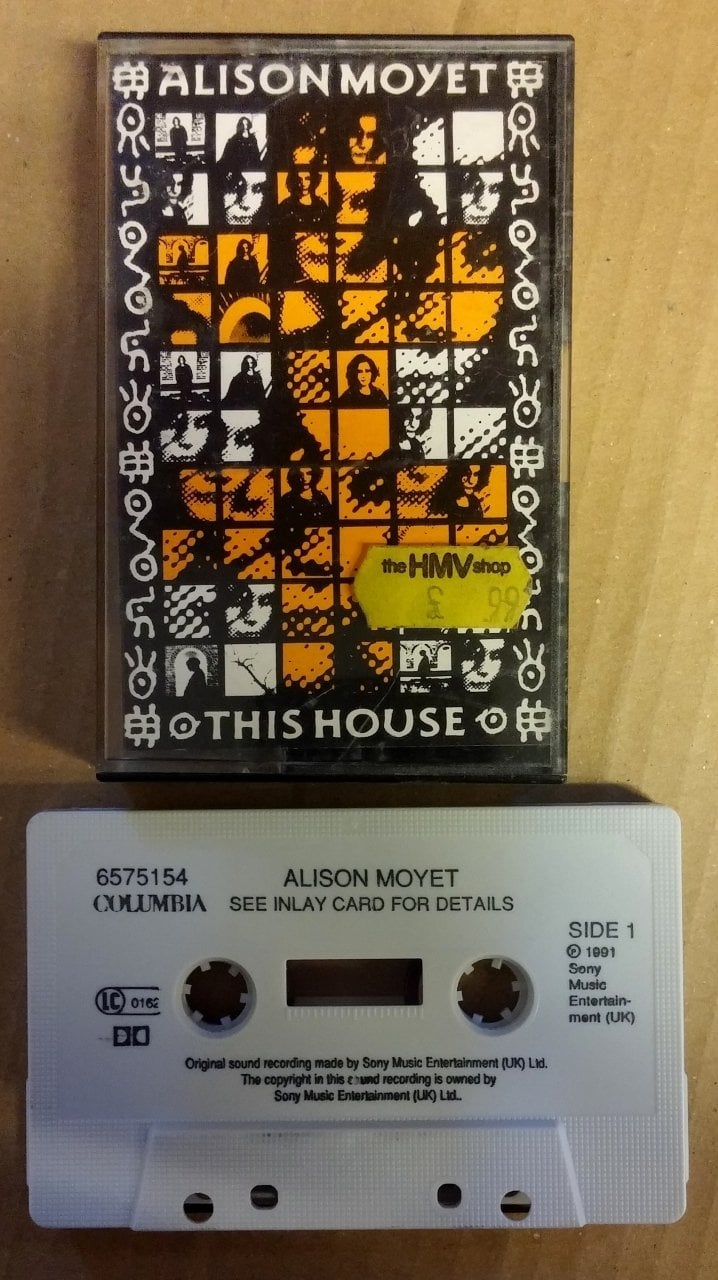 ALISON MOYET
the HMV shop
£ 99
THIS HOUSE
6575154
COLUMBIA
ALISON MOYET
SEE INLAY CARD FOR DETAILS
SIDE 1
℗ 1991
Sony
Music
Entertain-
ment (UK)
LC 0162
Original sound recording made by Sony Music Entertainment (UK) Ltd.
The copyright in this sound recording is owned by
Sony Music Entertainment (UK) Ltd..